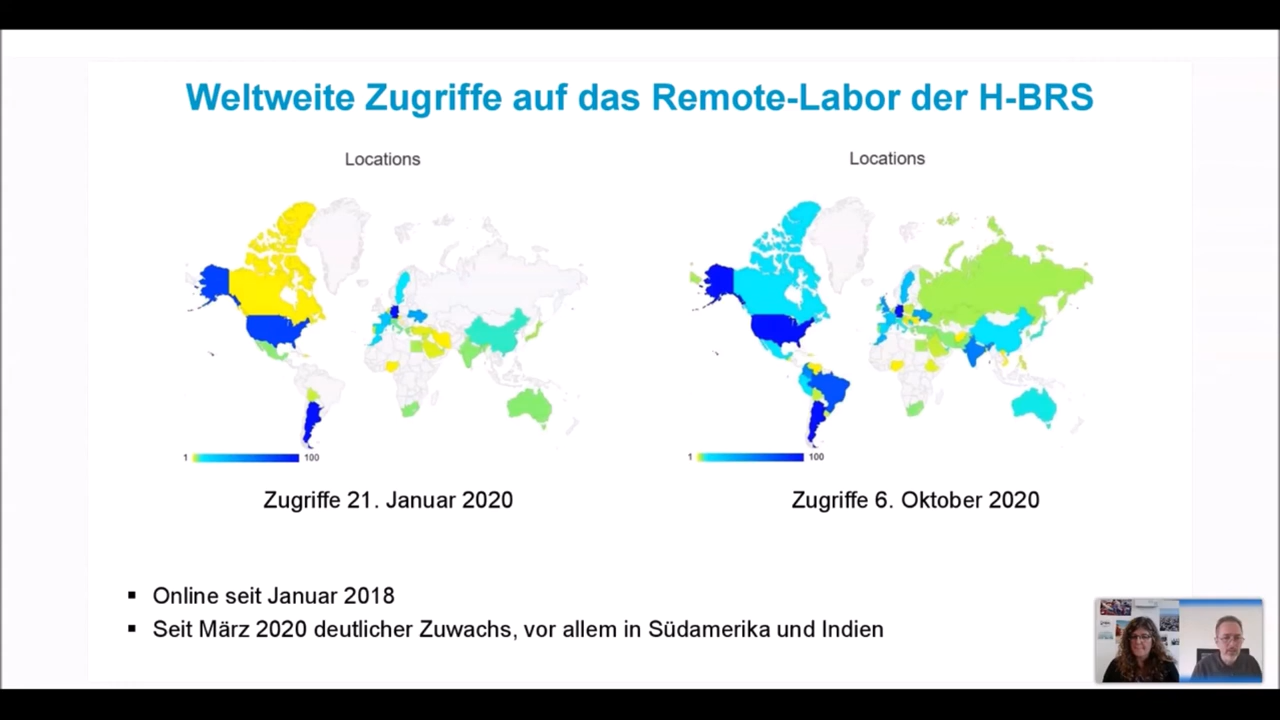 Weltweite Zugriffe auf das Remote-Labor der H-BRS
Locations
Locations
1 100
1 100
Zugriffe 21. Januar 2020
Zugriffe 6. Oktober 2020
▪ Online seit Januar 2018
▪ Seit März 2020 deutlicher Zuwachs, vor allem in Südamerika und Indien